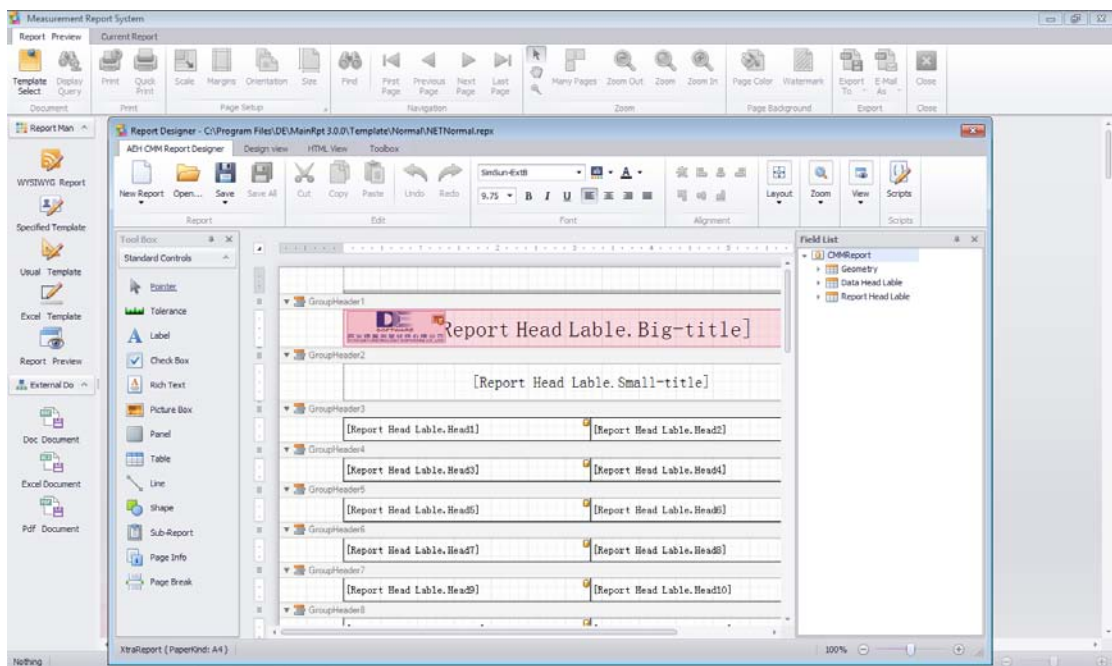 Measurement Report System
Report Preview Current Report
Template Select Display Query Print Quick Print Scale Margins Orientation Size Find First Page Previous Page Next Page Last Page Many Pages Zoom Out Zoom Zoom In Page Color Watermark Export To E-Mail As Close
Document Print Page Setup Navigation Zoom Page Background Export Close
Report Man
WYSIWYG Report
Specified Template
Usual Template
Excel Template
Report Preview
External Do
Doc Document
Excel Document
Pdf Document
Nothing
Report Designer - C:\Program Files\DE\MainRpt 3.0.0\Template\Normal\NETNormal.repx
AEH CMM Report Designer Design view HTML View Toolbox
SimSun-ExtB
New Report Open... Save Save All Cut Copy Paste Undo Redo 9.75 B I U A Layout Zoom View Scripts
Report Edit Font Alignment Scripts
Tool Box
Standard Controls
Pointer
Tolerance
Label
Check Box
Rich Text
Picture Box
Panel
Table
Line
Shape
Sub-Report
Page Info
Page Break
GroupHeader1
DE
SOFTWARE
Report Head Lable.Big-title]
GroupHeader2
[Report Head Lable.Small-title]
GroupHeader3
[Report Head Lable.Head1] [Report Head Lable.Head2]
GroupHeader4
[Report Head Lable.Head3] [Report Head Lable.Head4]
GroupHeader5
[Report Head Lable.Head5] [Report Head Lable.Head6]
GroupHeader6
[Report Head Lable.Head7] [Report Head Lable.Head8]
GroupHeader7
[Report Head Lable.Head9] [Report Head Lable.Head10]
GroupHeader8
Field List
CMMReport
Geometry
Data Head Lable
Report Head Lable
XtraReport { PaperKind: A4 } 100%